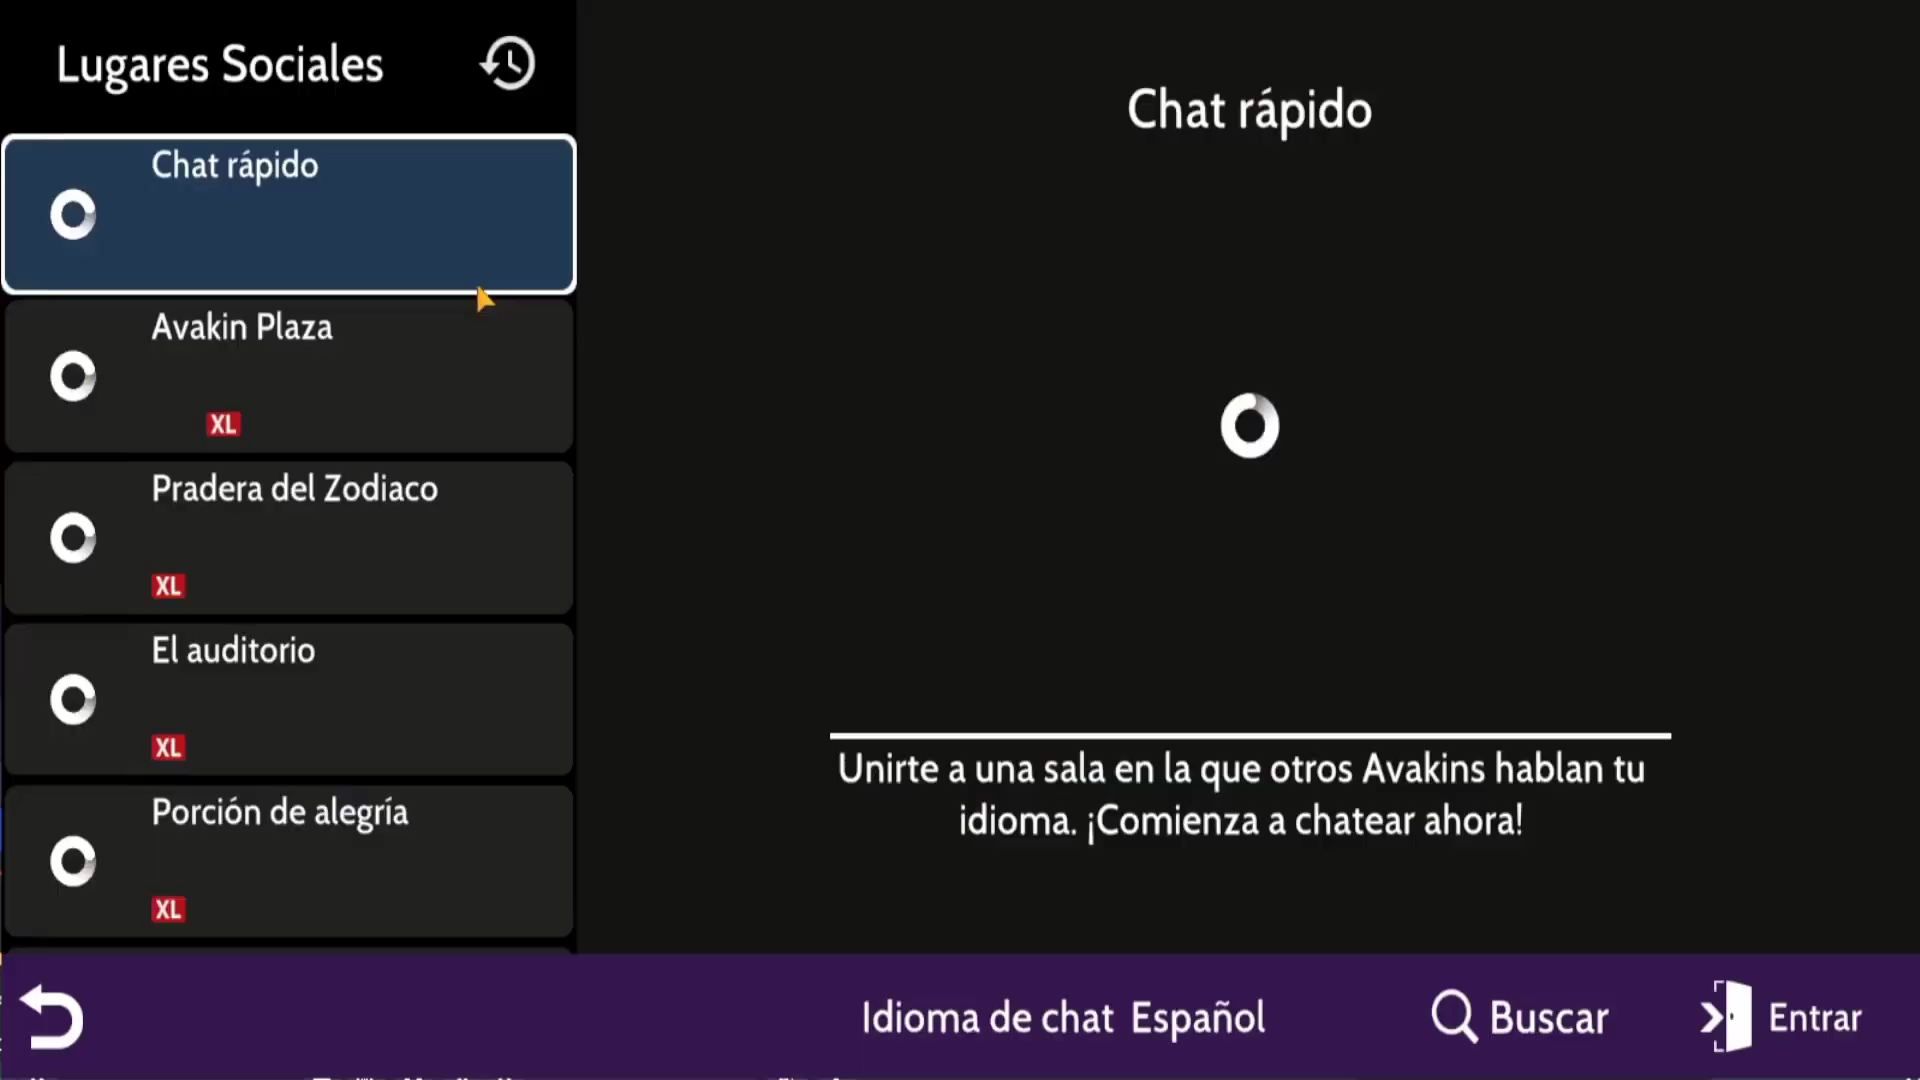 Lugares Sociales
Chat rápido
Avakin Plaza
XL
Pradera del Zodiaco
XL
El auditorio
XL
Porción de alegría
XL
Chat rápido
Unirte a una sala en la que otros Avakins hablan tu
idioma. ¡Comienza a chatear ahora!
Idioma de chat Español
Buscar
Entrar